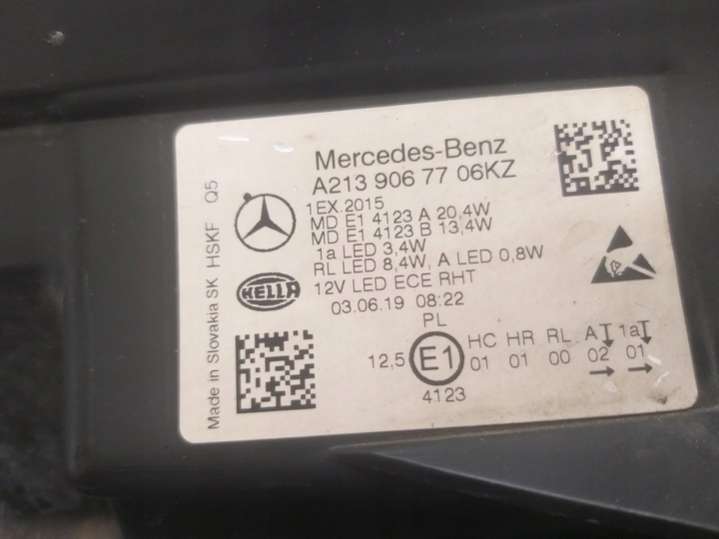 Mercedes-Benz
A213 906 77 06KZ
1EX.2015
MD E1 4123 A 20,4W
MD E1 4123 B 13,4W
1a LED 3,4W
RL LED 8,4W, A LED 0,8W
12V LED ECE RHT
03.06.19 08:22
HELLA
Made in Slovakia SK HSKF Q5
PL
12,5 E1 HC HR RL A 1a
01 01 00 02 01
4123